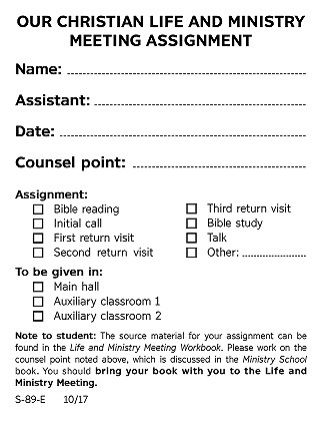 OUR CHRISTIAN LIFE AND MINISTRY
MEETING ASSIGNMENT
Name:
Assistant:
Date:
Counsel point:
Assignment:
Bible reading
Initial call
First return visit
Second return visit
Third return visit
Bible study
Talk
Other:
To be given in:
Main hall
Auxiliary classroom 1
Auxiliary classroom 2
Note to student: The source material for your assignment can be
found in the Life and Ministry Meeting Workbook. Please work on the
counsel point noted above, which is discussed in the Ministry School
book. You should bring your book with you to the Life and
Ministry Meeting.
S-89-E 10/17